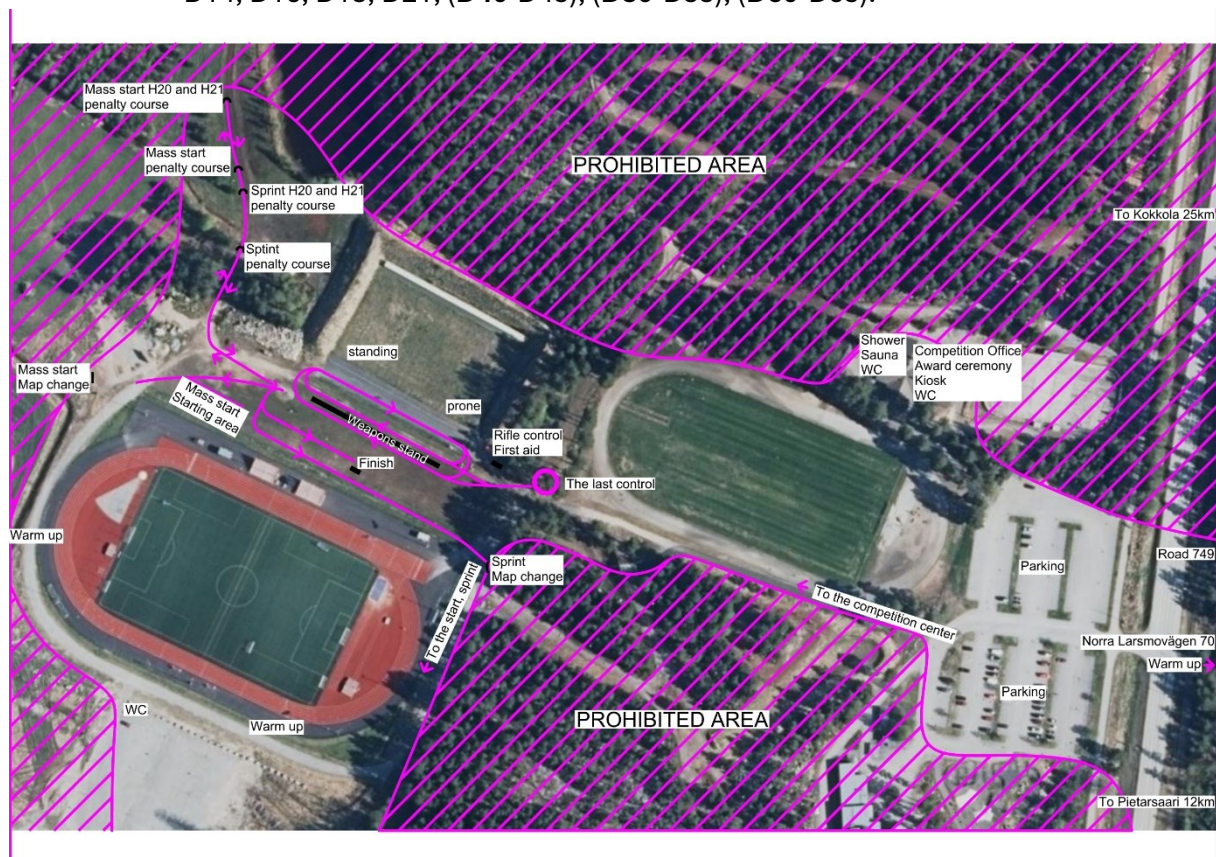 Mass start H20 and H21
penalty course
Mass start
penalty course
Sprint H20 and H21
penalty course
Sptint
penalty course
PROHIBITED AREA
To Kokkola 25km
standing
Shower
Sauna
WC
Competition Office
Award ceremony
Kiosk
WC
Mass start
Map change
Mass start
Starting area
prone
Weapons stand
Rifle control
First aid
Finish
The last control
Warm up
Sprint
Map change
Road 749
Parking
To the start, sprint
To the competition center
Norra Larsmovägen 70
Warm up
Parking
WC
Warm up
PROHIBITED AREA
To Pietarsaari 12km